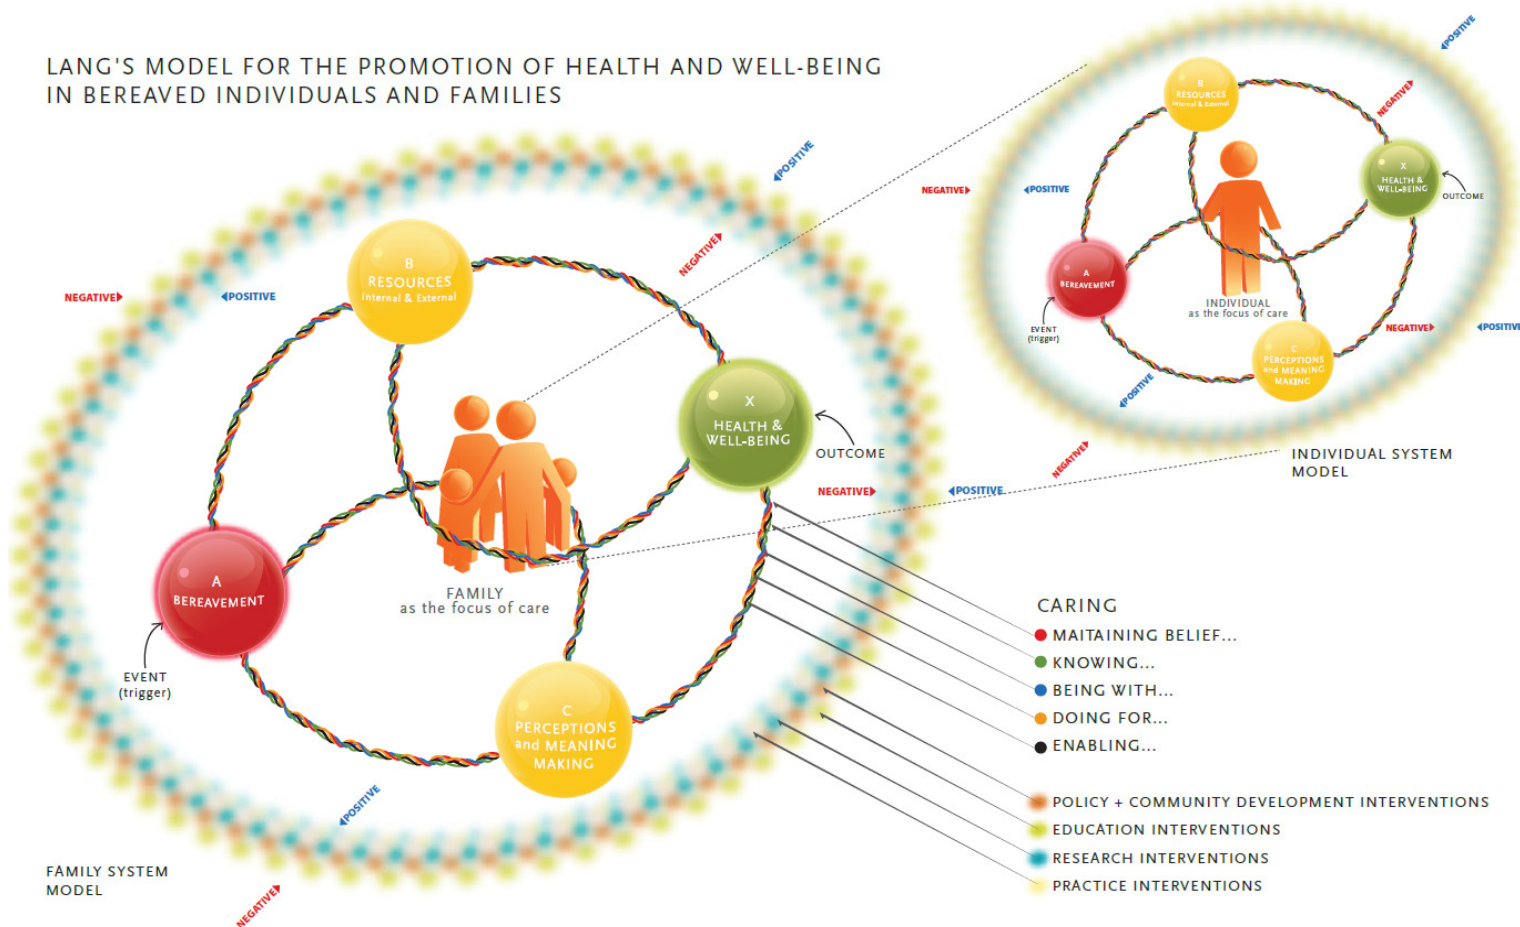 LANG'S MODEL FOR THE PROMOTION OF HEALTH AND WELL-BEING
IN BEREAVED INDIVIDUALS AND FAMILIES
POSITIVE
NEGATIVE
NEGATIVE
POSITIVE
B
RESOURCES
Internal & External
X
HEALTH &
WELL-BEING
OUTCOME
NEGATIVE
POSITIVE
A
BEREAVEMENT
EVENT
(trigger)
FAMILY
as the focus of care
C
PERCEPTIONS
and MEANING
MAKING
POSITIVE
NEGATIVE
FAMILY SYSTEM
MODEL
POSITIVE
NEGATIVE
NEGATIVE
POSITIVE
B
RESOURCES
Internal & External
X
HEALTH &
WELL-BEING
OUTCOME
A
BEREAVEMENT
EVENT
(trigger)
INDIVIDUAL
as the focus of care
NEGATIVE
POSITIVE
C
PERCEPTIONS
and MEANING
MAKING
POSITIVE
NEGATIVE
INDIVIDUAL SYSTEM
MODEL
CARING
MAITAINING BELIEF...
KNOWING...
BEING WITH...
DOING FOR...
ENABLING...
POLICY + COMMUNITY DEVELOPMENT INTERVENTIONS
EDUCATION INTERVENTIONS
RESEARCH INTERVENTIONS
PRACTICE INTERVENTIONS